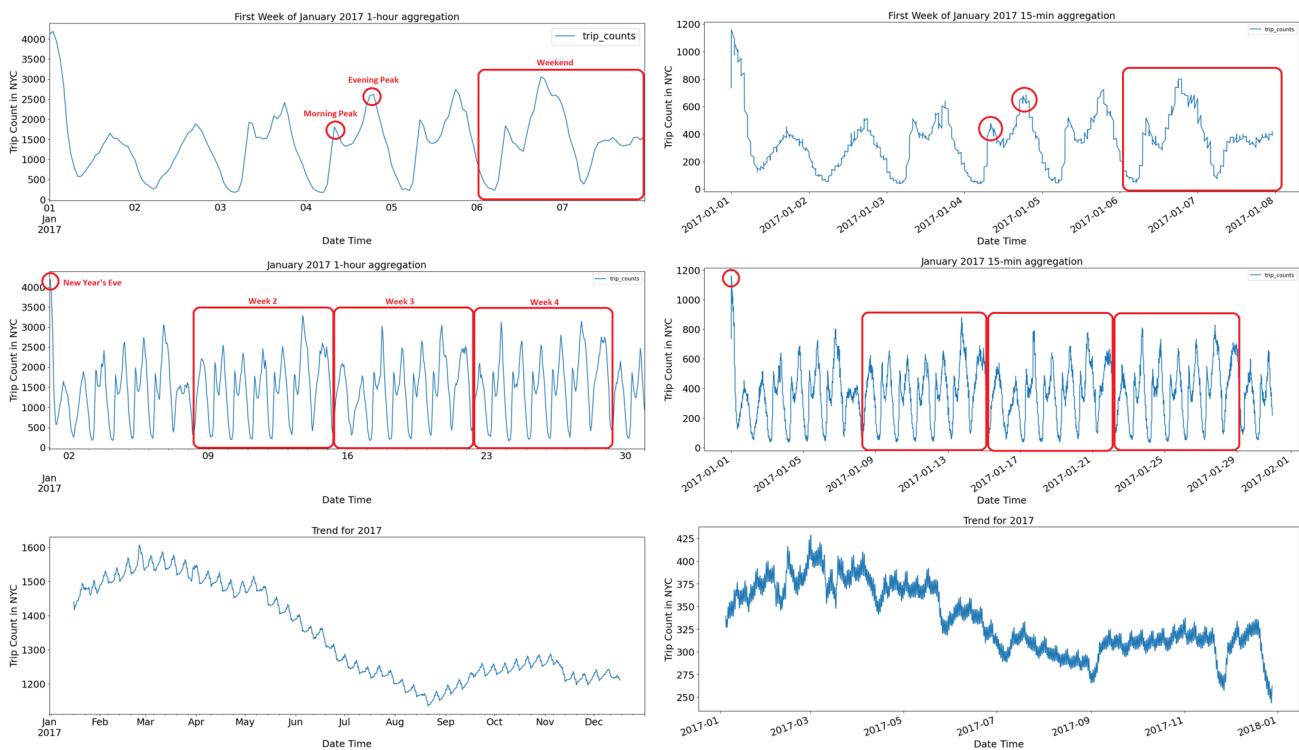 First Week of January 2017 1-hour aggregation
Trip Count in NYC
4000
3500
3000
2500
2000
1500
1000
500
0
trip_counts
Weekend
Evening Peak
Morning Peak
01
02
03
04
05
06
07
Jan
2017
Date Time
First Week of January 2017 15-min aggregation
Trip Count in NYC
1200
1000
800
600
400
200
0
trip_counts
2017-01-01
2017-01-02
2017-01-03
2017-01-04
2017-01-05
2017-01-06
2017-01-07
2017-01-08
Date Time
January 2017 1-hour aggregation
Trip Count in NYC
4000
3500
3000
2500
2000
1500
1000
500
0
trip_counts
New Year's Eve
Week 2
Week 3
Week 4
02
09
16
23
30
Jan
2017
Date Time
January 2017 15-min aggregation
Trip Count in NYC
1200
1000
800
600
400
200
0
trip_counts
2017-01-01
2017-01-05
2017-01-09
2017-01-13
2017-01-17
2017-01-21
2017-01-25
2017-01-29
2017-02-01
Date Time
Trend for 2017
Trip Count in NYC
1600
1500
1400
1300
1200
Jan
Feb
Mar
Apr
May
Jun
Jul
Aug
Sep
Oct
Nov
Dec
2017
Date Time
Trend for 2017
Trip Count in NYC
425
400
375
350
325
300
275
250
2017-01
2017-03
2017-05
2017-07
2017-09
2017-11
2018-01
Date Time